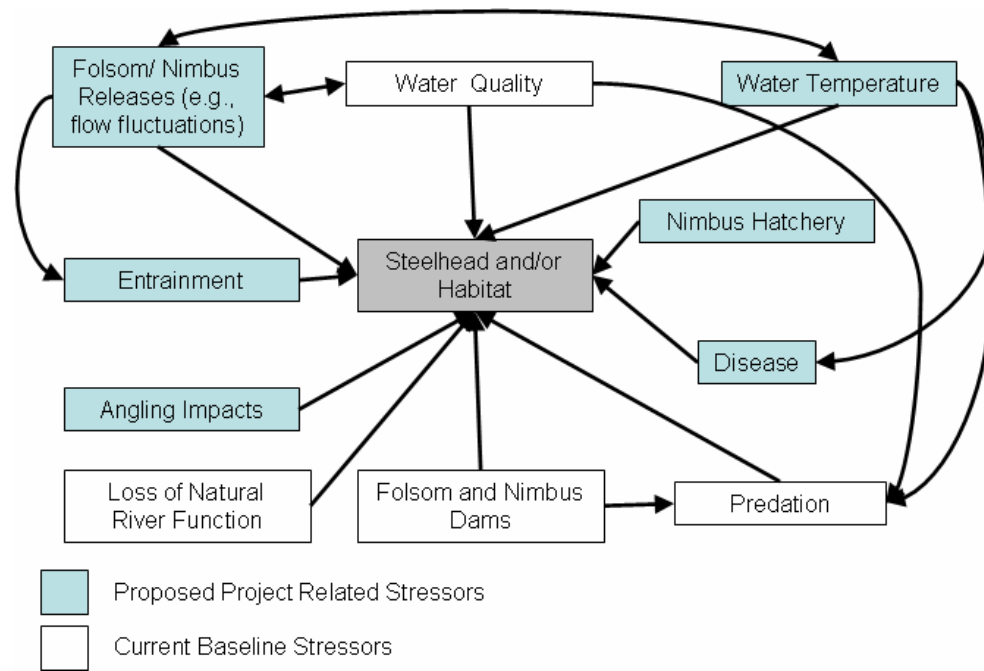 Folsom/ Nimbus
Releases (e.g.,
flow fluctuations)
Water Quality
Water Temperature
Nimbus Hatchery
Steelhead and/or
Habitat
Entrainment
Disease
Angling Impacts
Loss of Natural
River Function
Folsom and Nimbus
Dams
Predation
Proposed Project Related Stressors
Current Baseline Stressors